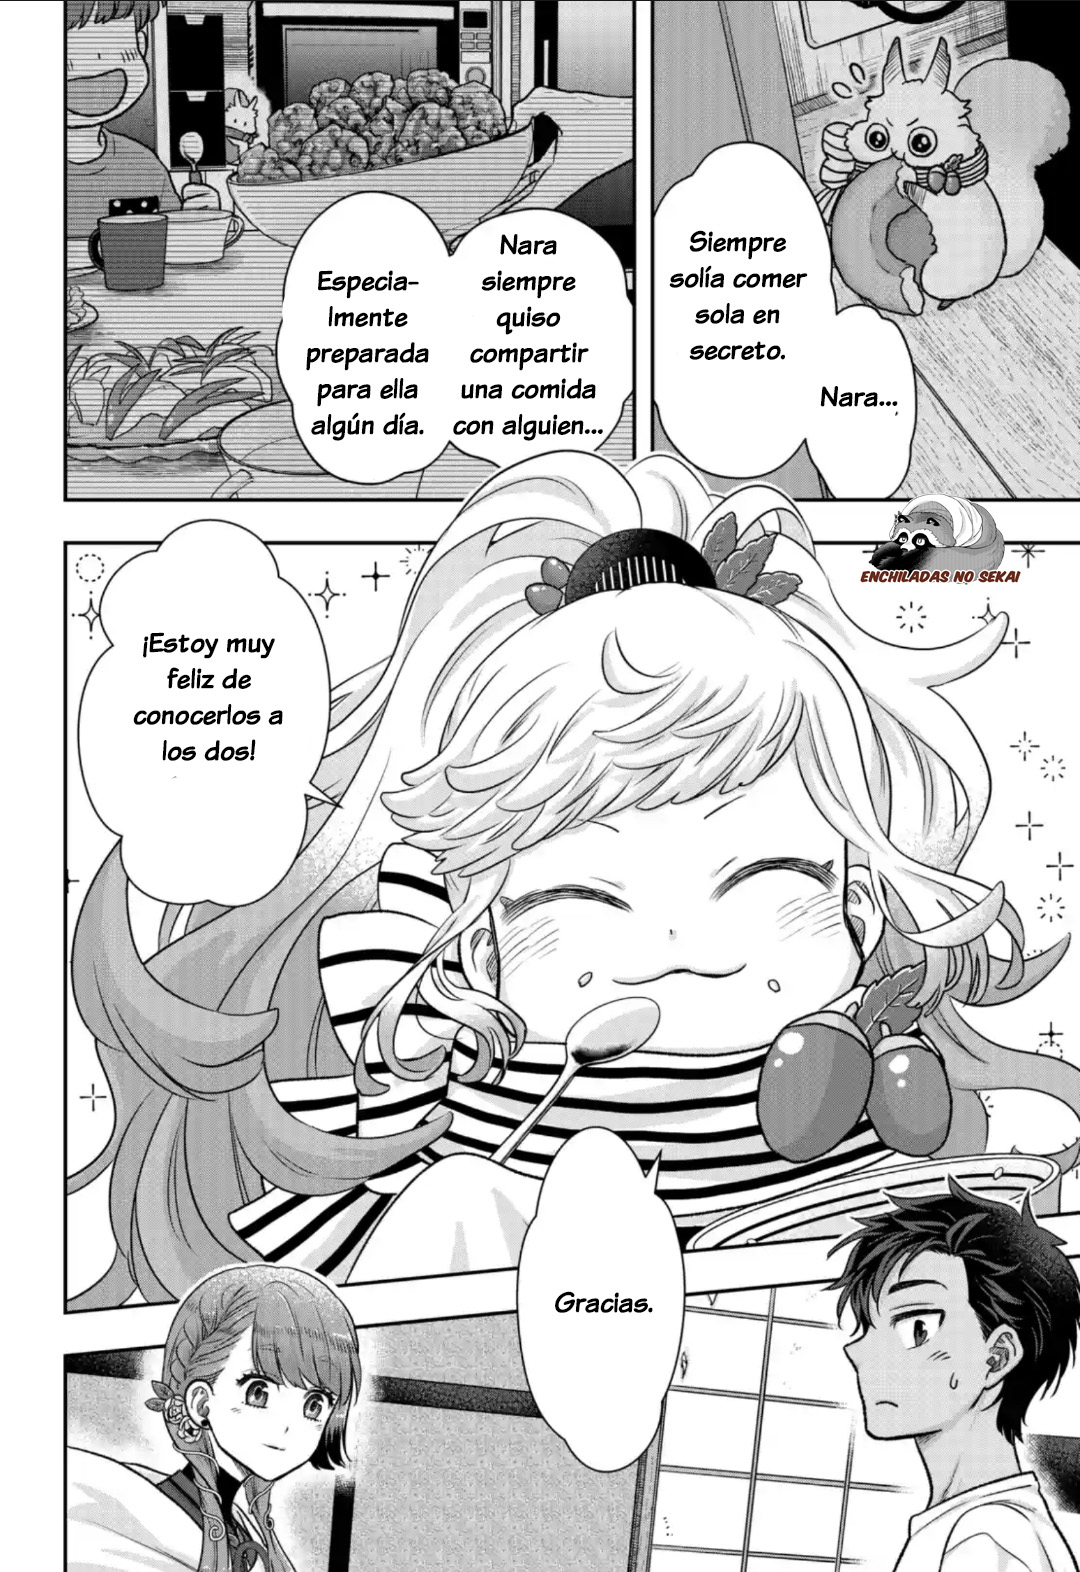 Nara...
Siempre
solía comer
sola en
secreto.
Nara
siempre
quiso
compartir
una comida
con alguien...
Especia-
lmente
preparada
para ella
algún día.
ENCHILADAS NO SEKAI
¡Estoy muy
feliz de
conocerlos a
los dos!
Gracias.